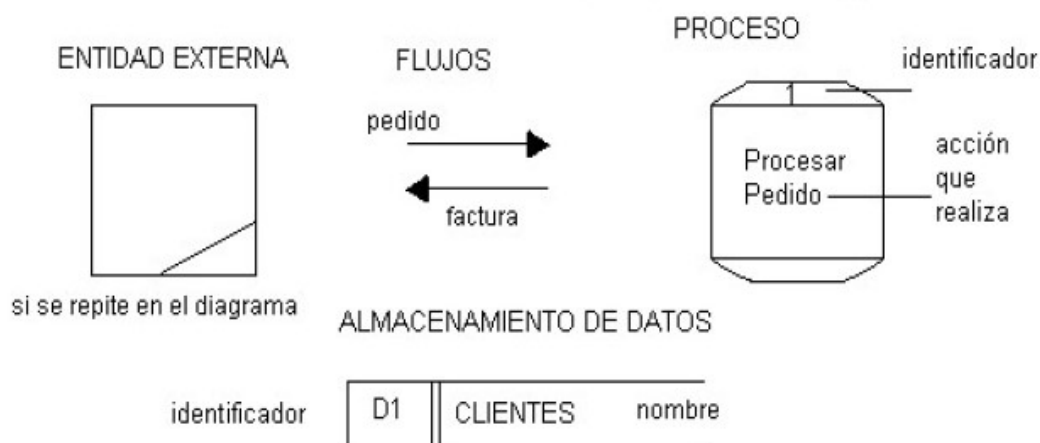 PROCESO
ENTIDAD EXTERNA
FLUJOS
identificador
pedido
1
Procesar
Pedido
acción
que
realiza
factura
si se repite en el diagrama
ALMACENAMIENTO DE DATOS
identificador
D1
CLIENTES
nombre